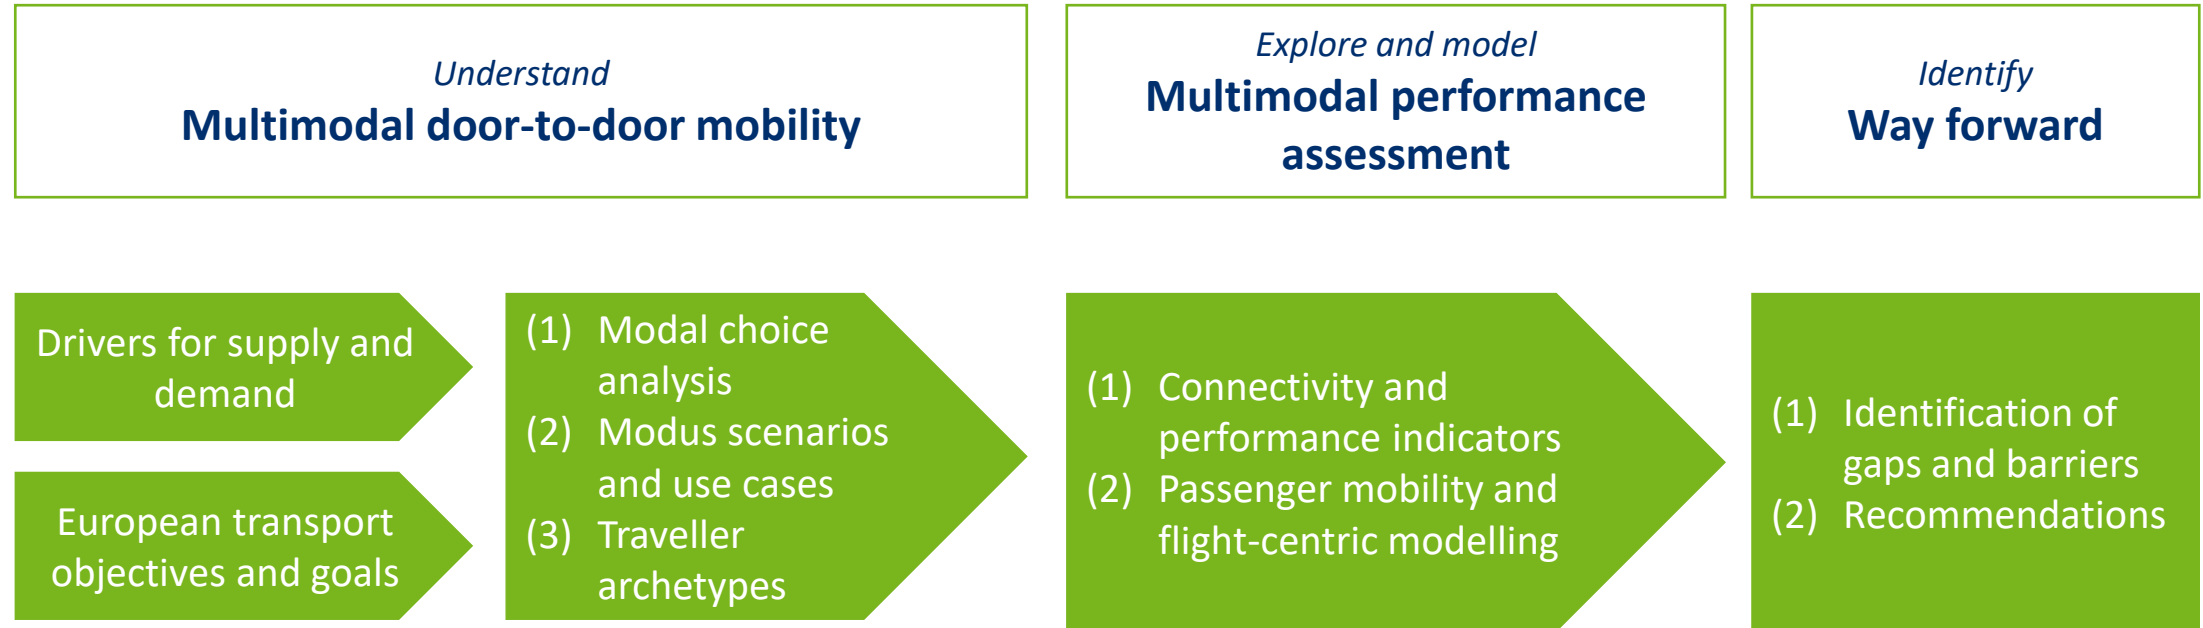 Understand
Multimodal door-to-door mobility
Explore and model
Multimodal performance
assessment
Identify
Way forward
Drivers for supply and
demand
European transport
objectives and goals
(1) Modal choice
analysis
(2) Modus scenarios
and use cases
(3) Traveller
archetypes
(1) Connectivity and
performance indicators
(2) Passenger mobility and
flight-centric modelling
(1) Identification of
gaps and barriers
(2) Recommendations